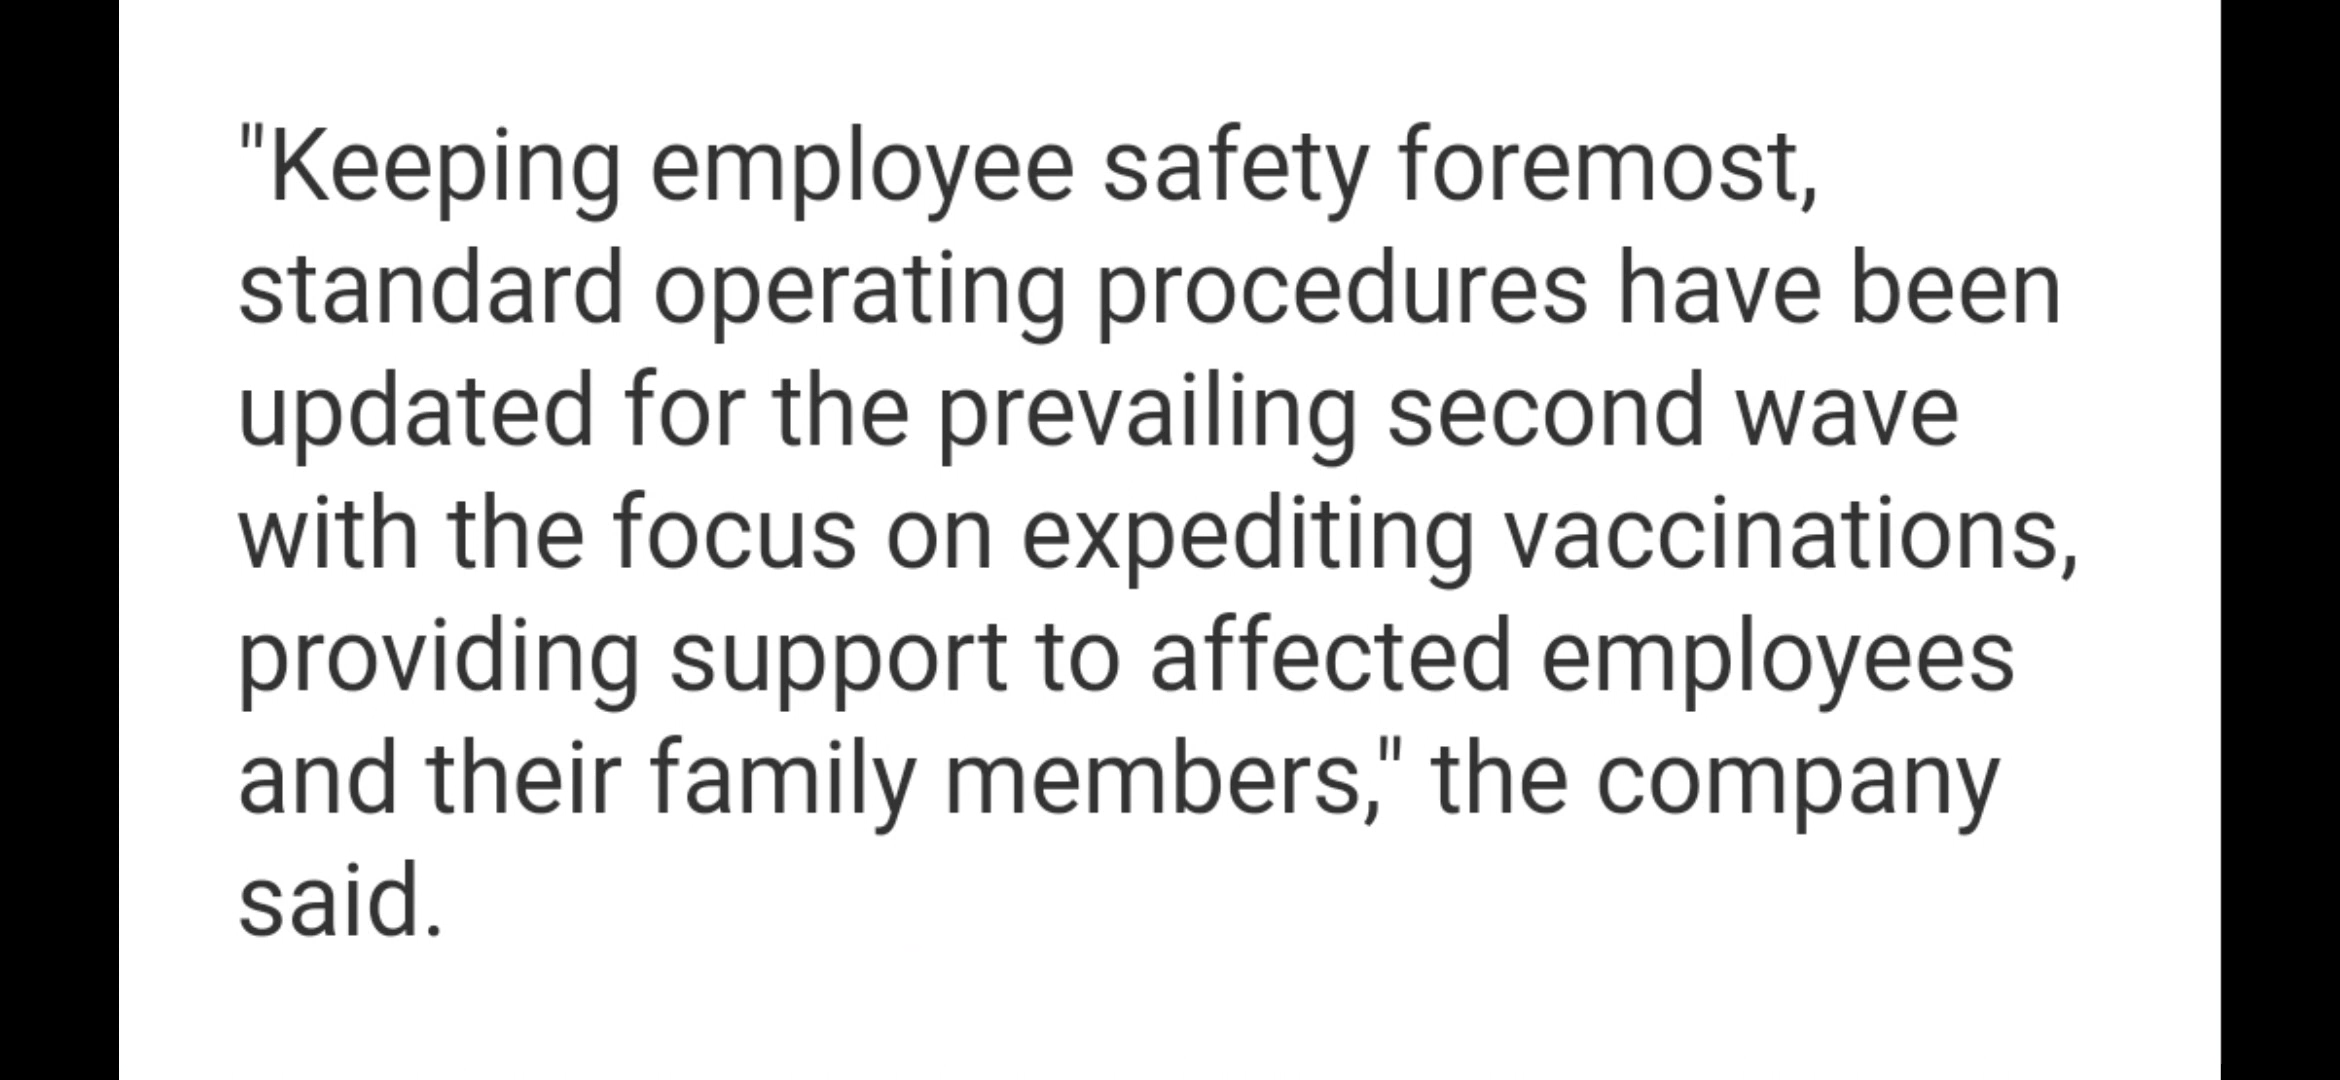 "Keeping employee safety foremost,
standard operating procedures have been
updated for the prevailing second wave
with the focus on expediting vaccinations,
providing support to affected employees
and their family members," the company
said.